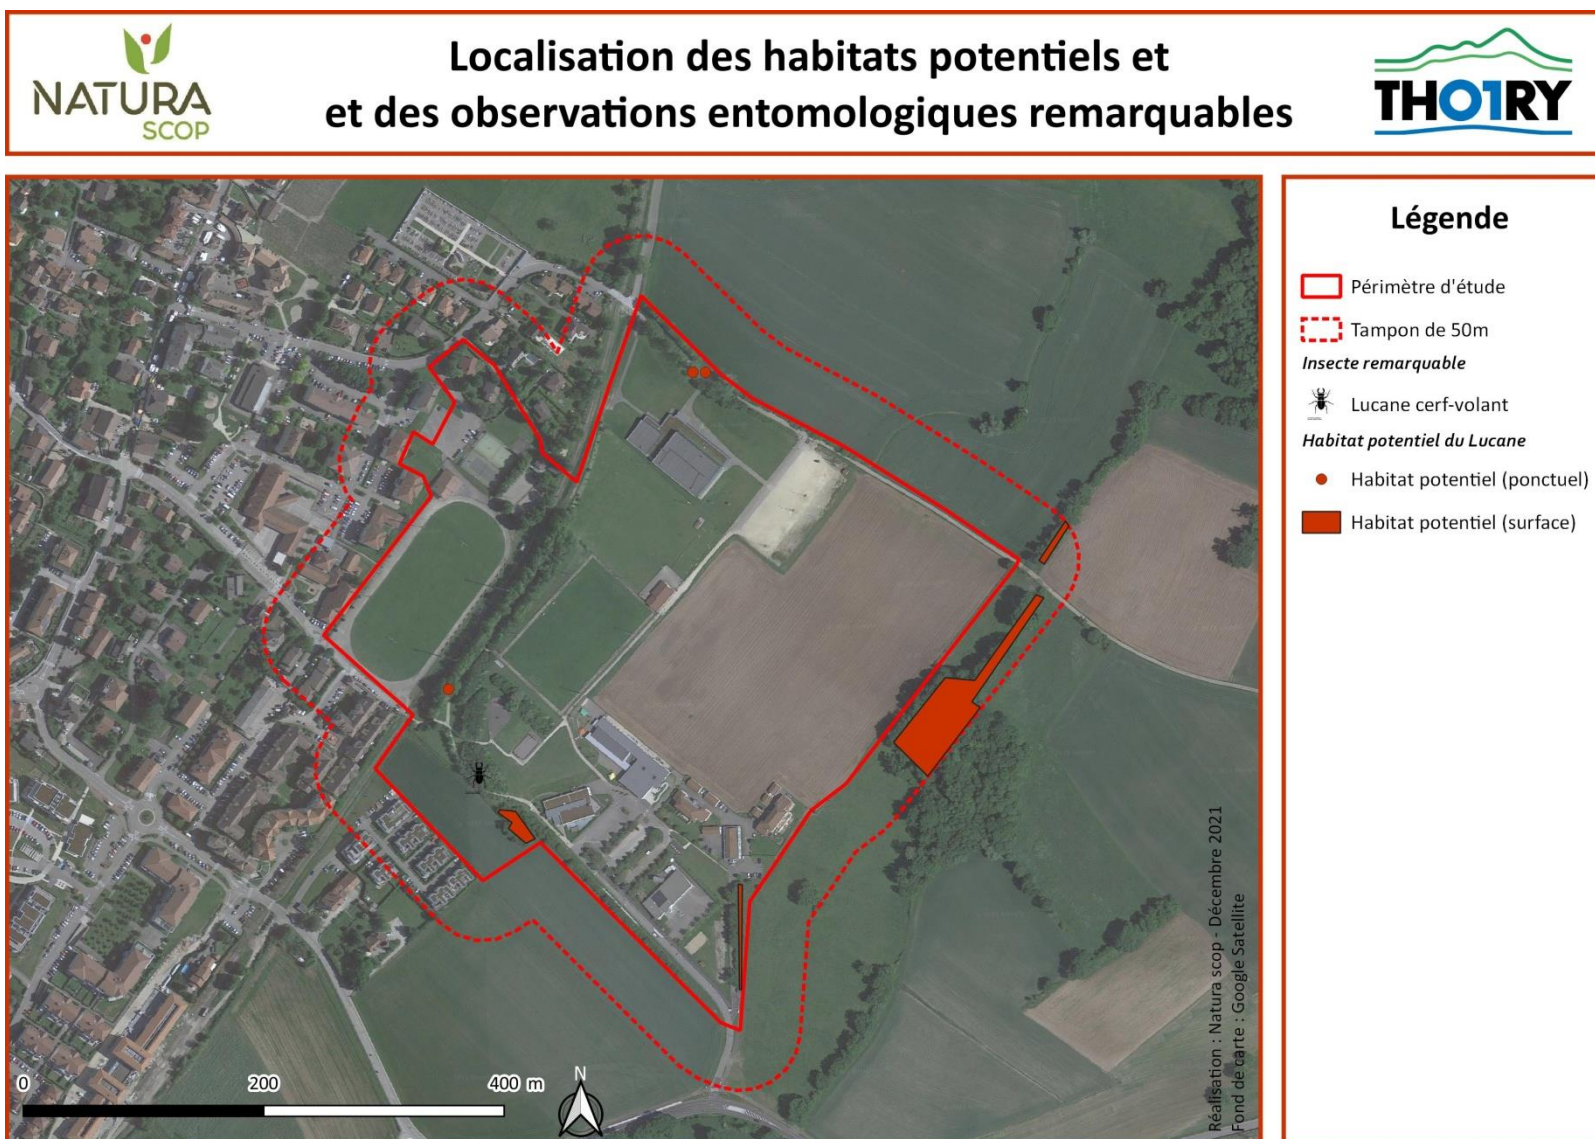 NATURA
SCOP
Localisation des habitats potentiels et
et des observations entomologiques remarquables
THO1RY
Légende
Périmètre d'étude
Tampon de 50m
Insecte remarquable
Lucane cerf-volant
Habitat potentiel du Lucane
Habitat potentiel (ponctuel)
Habitat potentiel (surface)
Réalisation : Natura scop - Décembre 2021
Fond de carte : Google Satellite
0 200 400 m
N